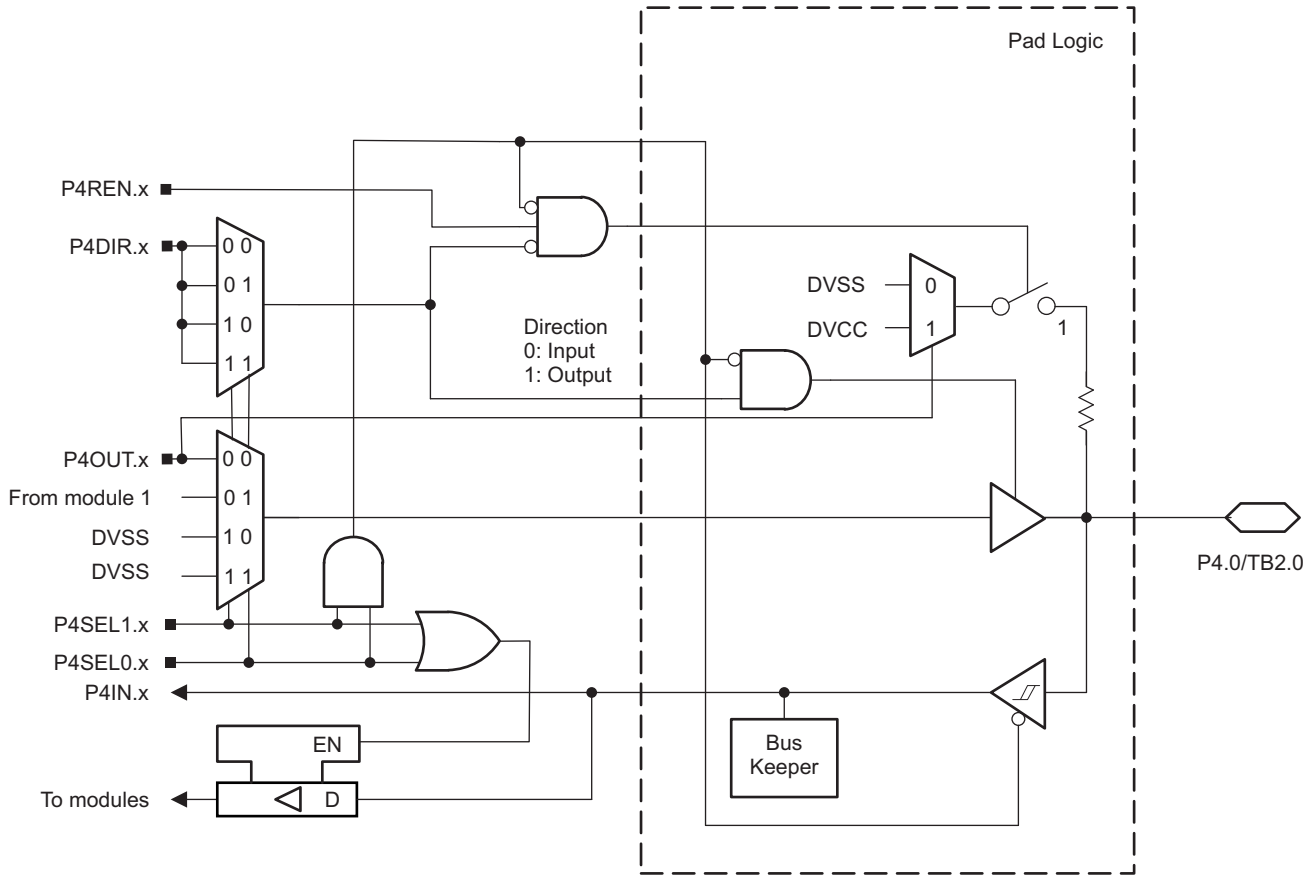 Pad Logic
P4REN.x
P4DIR.x
0 0
0 1
1 0
1 1
Direction
0: Input
1: Output
DVSS
0
DVCC
1
1
P4OUT.x
0 0
From module 1
0 1
DVSS
1 0
DVSS
1 1
P4.0/TB2.0
P4SEL1.x
P4SEL0.x
P4IN.x
EN
Bus
Keeper
To modules
D